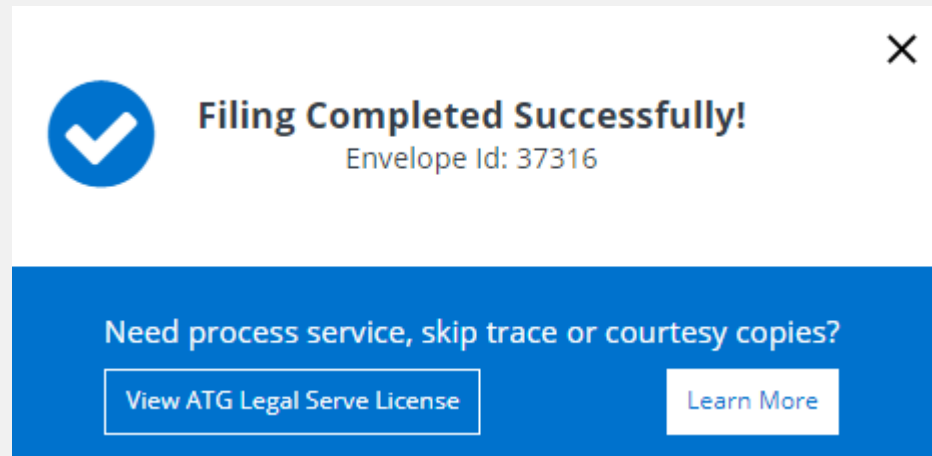 Filing Completed Successfully!
Envelope Id: 37316
Need process service, skip trace or courtesy copies?
View ATG Legal Serve License
Learn More